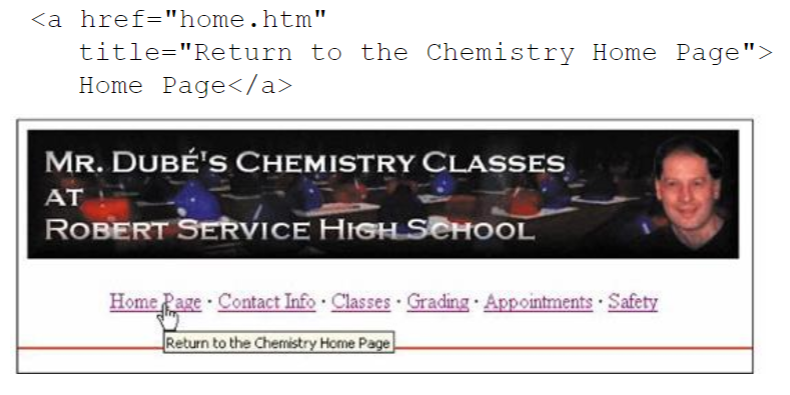 <a href="home.htm"
title="Return to the Chemistry Home Page">
Home Page</a>
MR. DUBÉ'S CHEMISTRY CLASSES
AT
ROBERT SERVICE HIGH SCHOOL
Home Page · Contact Info · Classes · Grading · Appointments · Safety
Return to the Chemistry Home Page